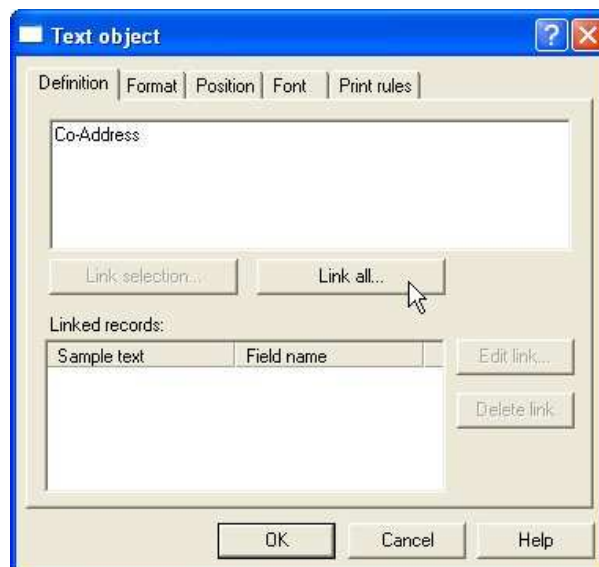 Text object
Definition Format Position Font Print rules
Co-Address
Link selection... Link all...
Linked records:
Sample text Field name
Edit link...
Delete link
OK Cancel Help